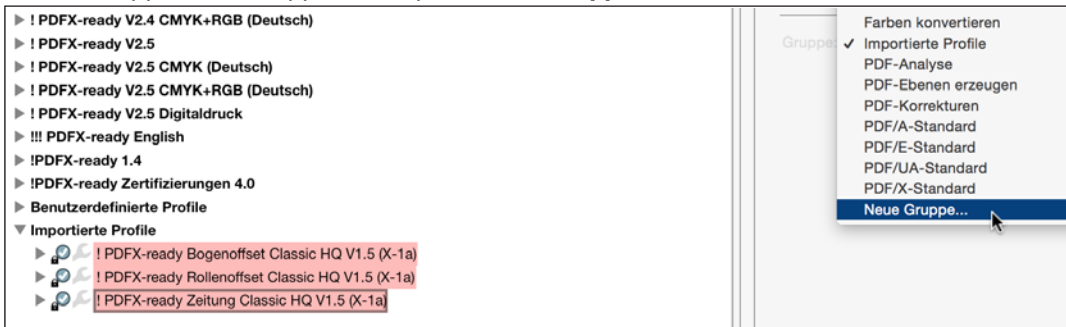 ! PDFX-ready V2.4 CMYK+RGB (Deutsch)
! PDFX-ready V2.5
! PDFX-ready V2.5 CMYK (Deutsch)
! PDFX-ready V2.5 CMYK+RGB (Deutsch)
! PDFX-ready V2.5 Digitaldruck
!!! PDFX-ready English
!PDFX-ready 1.4
!PDFX-ready Zertifizierungen 4.0
Benutzerdefinierte Profile
Importierte Profile
! PDFX-ready Bogenoffset Classic HQ V1.5 (X-1a)
! PDFX-ready Rollenoffset Classic HQ V1.5 (X-1a)
! PDFX-ready Zeitung Classic HQ V1.5 (X-1a)
Gruppe:
Farben konvertieren
✓ Importierte Profile
PDF-Analyse
PDF-Ebenen erzeugen
PDF-Korrekturen
PDF/A-Standard
PDF/E-Standard
PDF/UA-Standard
PDF/X-Standard
Neue Gruppe...